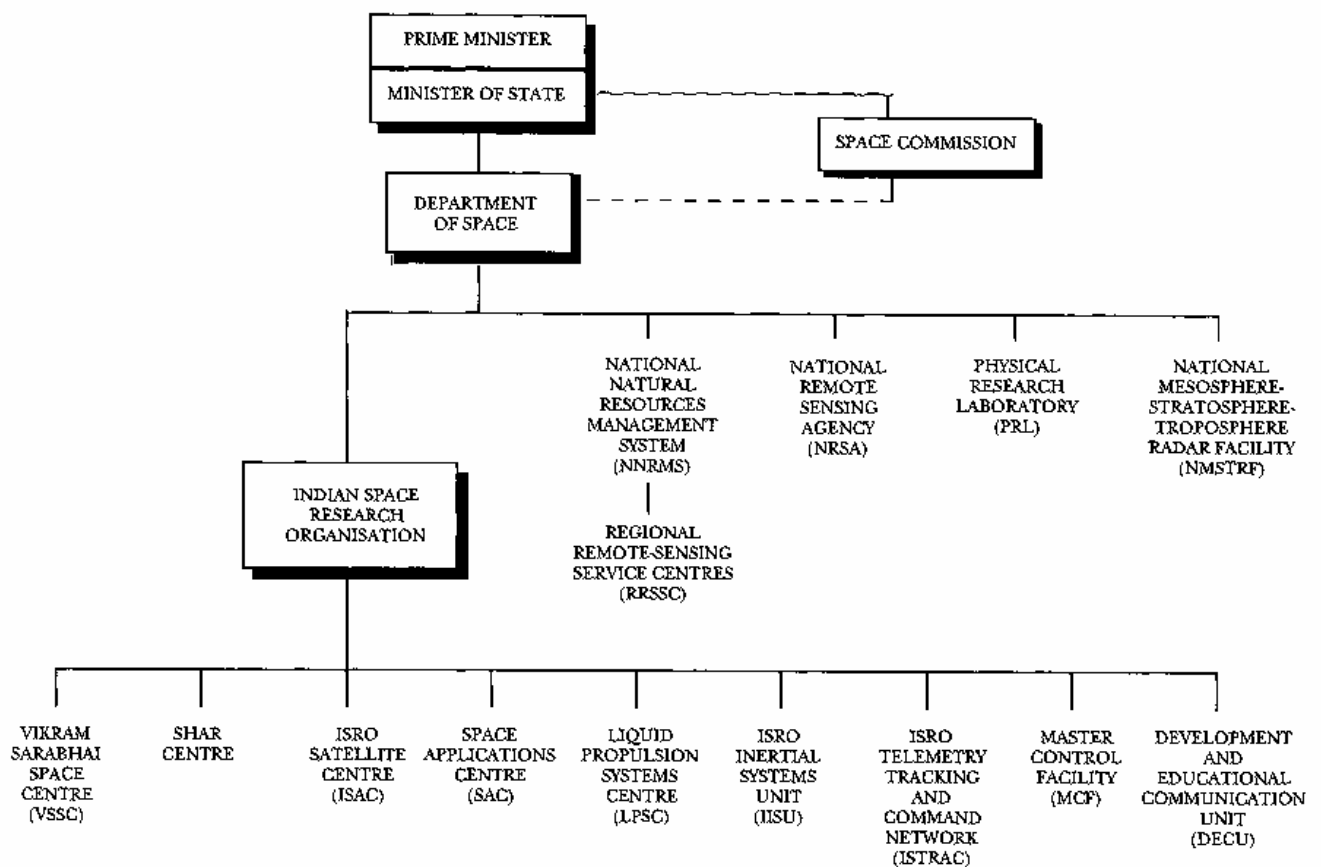 PRIME MINISTER
MINISTER OF STATE
SPACE COMMISSION
DEPARTMENT
OF SPACE
NATIONAL
NATURAL
RESOURCES
MANAGEMENT
SYSTEM
(NNRMS)
NATIONAL
REMOTE
SENSING
AGENCY
(NRSA)
PHYSICAL
RESEARCH
LABORATORY
(PRL)
NATIONAL
MESOSPHERE-
STRATOSPHERE-
TROPOSPHERE
RADAR FACILITY
(NMSTRF)
INDIAN SPACE
RESEARCH
ORGANISATION
REGIONAL
REMOTE-SENSING
SERVICE CENTRES
(RRSSC)
VIKRAM
SARABHAI
SPACE
CENTRE
(VSSC)
SHAR
CENTRE
ISRO
SATELLITE
CENTRE
(ISAC)
SPACE
APPLICATIONS
CENTRE
(SAC)
LIQUID
PROPULSION
SYSTEMS
CENTRE
(LPSC)
ISRO
INERTIAL
SYSTEMS
UNIT
(IISU)
ISRO
TELEMETRY
TRACKING
AND
COMMAND
NETWORK
(ISTRAC)
MASTER
CONTROL
FACILITY
(MCF)
DEVELOPMENT
AND
EDUCATIONAL
COMMUNICATION
UNIT
(DECU)